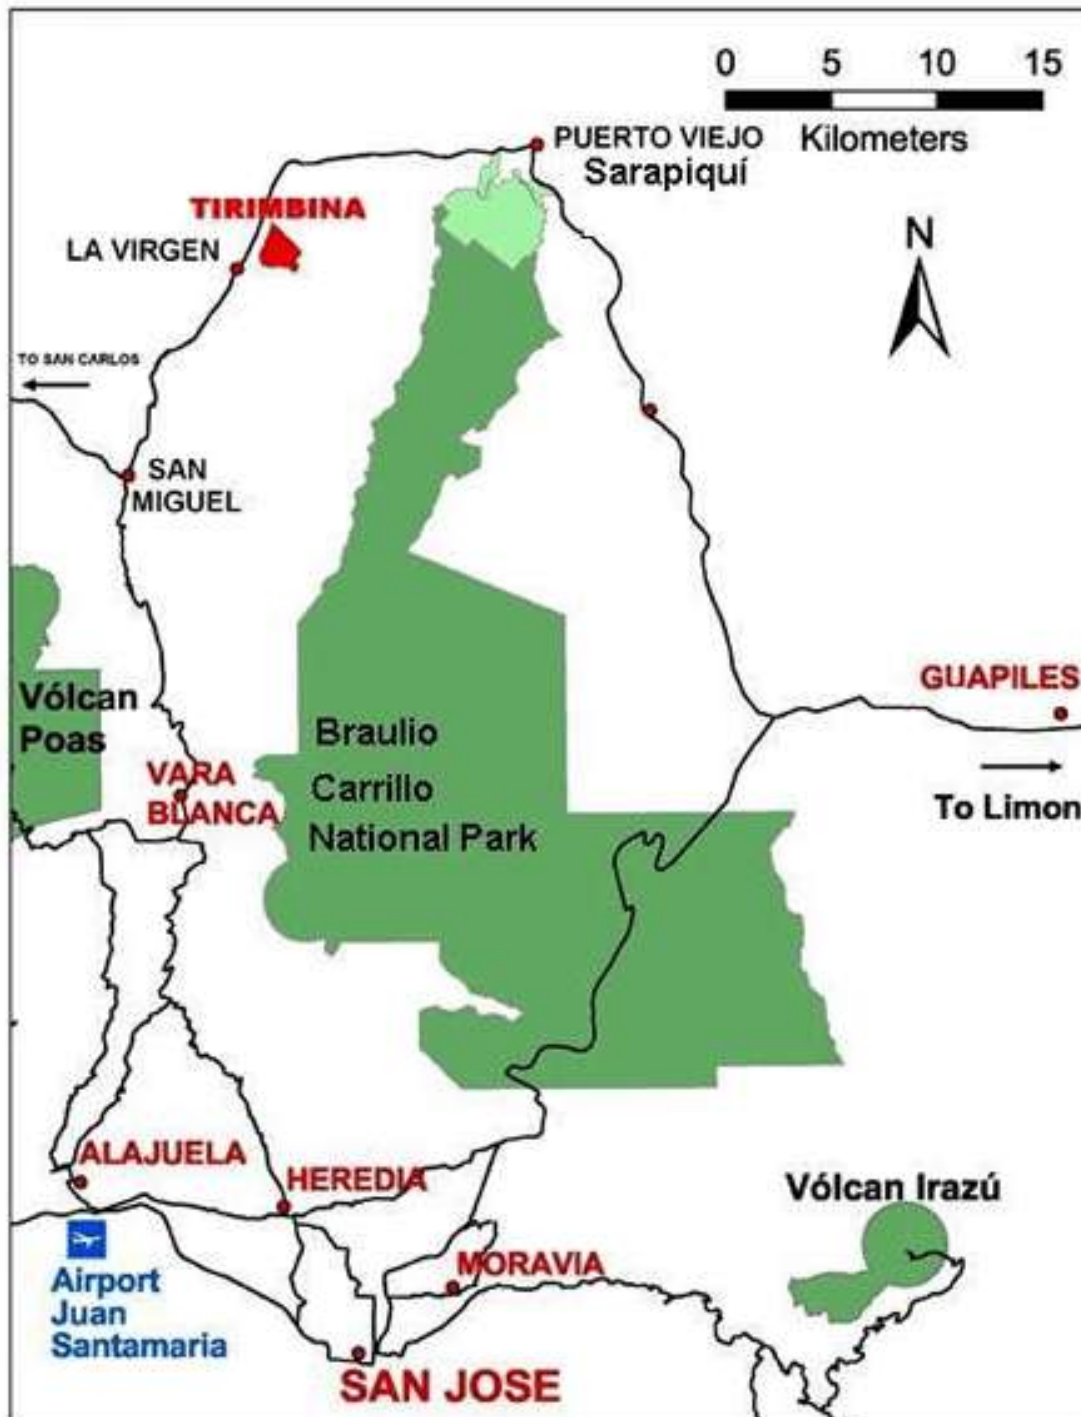 0 5 10 15
Kilometers
PUERTO VIEJO
Sarapiquí
TIRIMBINA
LA VIRGEN
N
TO SAN CARLOS
SAN
MIGUEL
GUAPILES
Vólcan
Poas
Braulio
Carrillo
National Park
VARA
BLANCA
To Limon
ALAJUELA
HEREDIA
Vólcan Irazú
MORAVIA
Airport
Juan
Santamaria
SAN JOSE